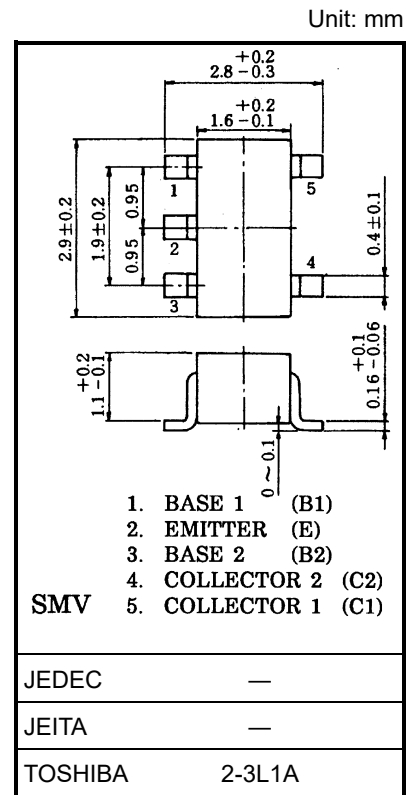 Unit: mm
+0.2
2.8 −0.3
+0.2
1.6 −0.1
2.9±0.2
1.9±0.2
0.95
0.95
1
2
3
5
4
0.4±0.1
+0.2
1.1−0.1
+0.1
0.16−0.06
0 ~ 0.1
1. BASE 1 (B1)
2. EMITTER (E)
3. BASE 2 (B2)
4. COLLECTOR 2 (C2)
SMV 5. COLLECTOR 1 (C1)
JEDEC —
JEITA —
TOSHIBA 2-3L1A